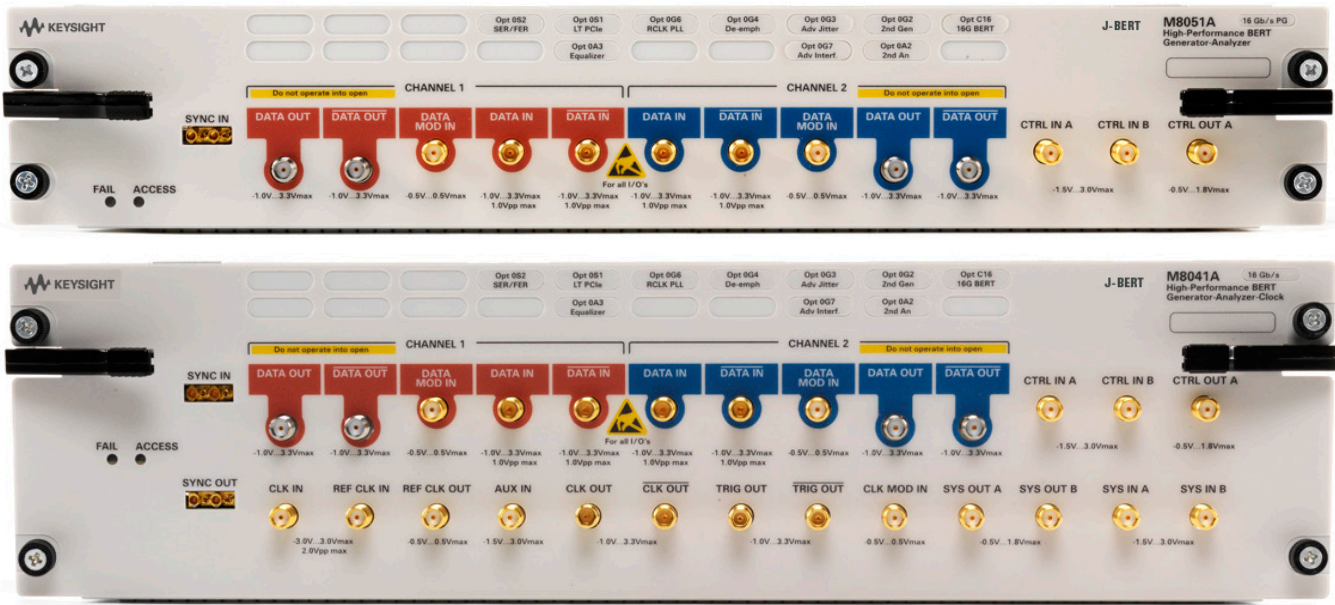 KEYSIGHT
Opt 0S2 Opt 0S1 Opt 0G6 Opt 0G4 Opt 0G3 Opt 0G2 Opt C16
SER/FER LT PCIe RCLK PLL De-emph Adv Jitter 2nd Gen 16G BERT
Opt 0A3 Opt 0G7 Opt 0A2
Equalizer Adv Interf. 2nd An
J-BERT M8051A 16 Gb/s PG
High-Performance BERT
Generator-Analyzer
CHANNEL 1 CHANNEL 2
Do not operate into open Do not operate into open
SYNC IN DATA OUT DATA OUT DATA MOD IN DATA IN DATA IN DATA IN DATA IN DATA MOD IN DATA OUT DATA OUT CTRL IN A CTRL IN B CTRL OUT A
For all I/O's
FAIL ACCESS
-1.0V...3.3Vmax -1.0V...3.3Vmax -0.5V...0.5Vmax -1.0V...3.3Vmax -1.0V...3.3Vmax -1.0V...3.3Vmax -1.0V...3.3Vmax -0.5V...0.5Vmax -1.0V...3.3Vmax -1.0V...3.3Vmax -1.5V...3.0Vmax -0.5V...1.8Vmax
1.0Vpp max 1.0Vpp max 1.0Vpp max 1.0Vpp max
KEYSIGHT
Opt 0S2 Opt 0S1 Opt 0G6 Opt 0G4 Opt 0G3 Opt 0G2 Opt C16
SER/FER LT PCIe RCLK PLL De-emph Adv Jitter 2nd Gen 16G BERT
Opt 0A3 Opt 0G7 Opt 0A2
Equalizer Adv Interf. 2nd An
J-BERT M8041A 16 Gb/s
High-Performance BERT
Generator-Analyzer-Clock
CHANNEL 1 CHANNEL 2
Do not operate into open Do not operate into open
SYNC IN DATA OUT DATA OUT DATA MOD IN DATA IN DATA IN DATA IN DATA IN DATA MOD IN DATA OUT DATA OUT CTRL IN A CTRL IN B CTRL OUT A
For all I/O's
FAIL ACCESS
-1.0V...3.3Vmax -1.0V...3.3Vmax -0.5V...0.5Vmax -1.0V...3.3Vmax -1.0V...3.3Vmax -1.0V...3.3Vmax -1.0V...3.3Vmax -0.5V...0.5Vmax -1.0V...3.3Vmax -1.0V...3.3Vmax -1.5V...3.0Vmax -0.5V...1.8Vmax
1.0Vpp max 1.0Vpp max 1.0Vpp max 1.0Vpp max
SYNC OUT CLK IN REF CLK IN REF CLK OUT AUX IN CLK OUT CLK OUT TRIG OUT TRIG OUT CLK MOD IN SYS OUT A SYS OUT B SYS IN A SYS IN B
-3.0V...3.0Vmax -0.5V...0.5Vmax -1.5V...3.0Vmax -1.0V...3.3Vmax -1.0V...3.3Vmax -0.5V...0.5Vmax -0.5V...1.8Vmax -1.5V...3.0Vmax
2.0Vpp max